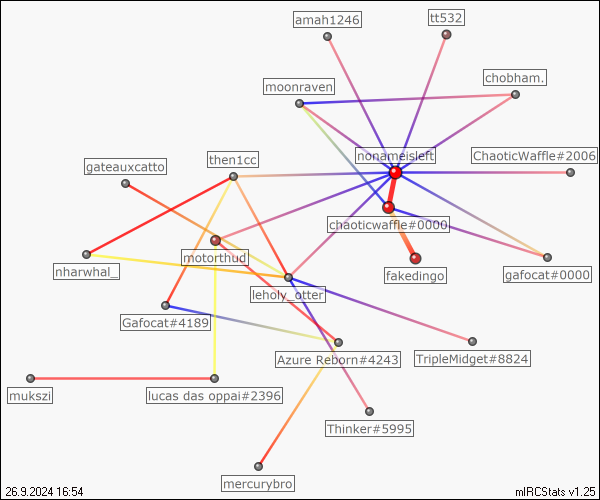 amah1246
tt532
chobham.
moonraven
nonameisleft
ChaoticWaffle#2006
then1cc
gateauxcatto
chaoticwaffle#0000
motorthud
nharwhal_
fakedingo
gafocat#0000
leholy_otter
Gafocat#4189
Azure Reborn#4243
TripleMidget#8824
mukszi
lucas das oppai#2396
Thinker#5995
mercurybro
26.9.2024 16:54
mIRCStats v1.25